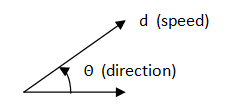 d (speed)
θ (direction)